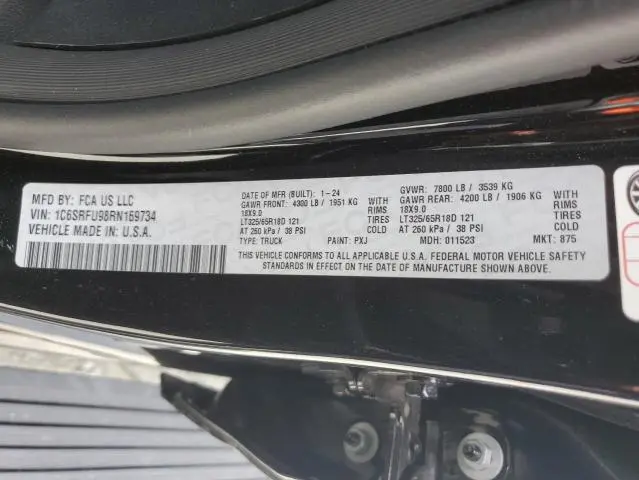 MFD BY: FCA US LLC
VIN: 1C6SRFU98RN169734
VEHICLE MADE IN: U.S.A.
DATE OF MFR (BUILT): 1-24
GAWR FRONT: 4300 LB / 1951 KG
18X9.0 RIMS
LT325/65R18D 121 TIRES
AT 260 kPa / 38 PSI COLD
TYPE: TRUCK PAINT: PXJ
GVWR: 7800 LB / 3539 KG
GAWR REAR: 4200 LB / 1906 KG
18X9.0 RIMS
LT325/65R18D 121 TIRES
AT 260 kPa / 38 PSI COLD
MDH: 011523 MKT: 875
THIS VEHICLE CONFORMS TO ALL APPLICABLE U.S.A. FEDERAL MOTOR VEHICLE SAFETY
STANDARDS IN EFFECT ON THE DATE OF MANUFACTURE SHOWN ABOVE.